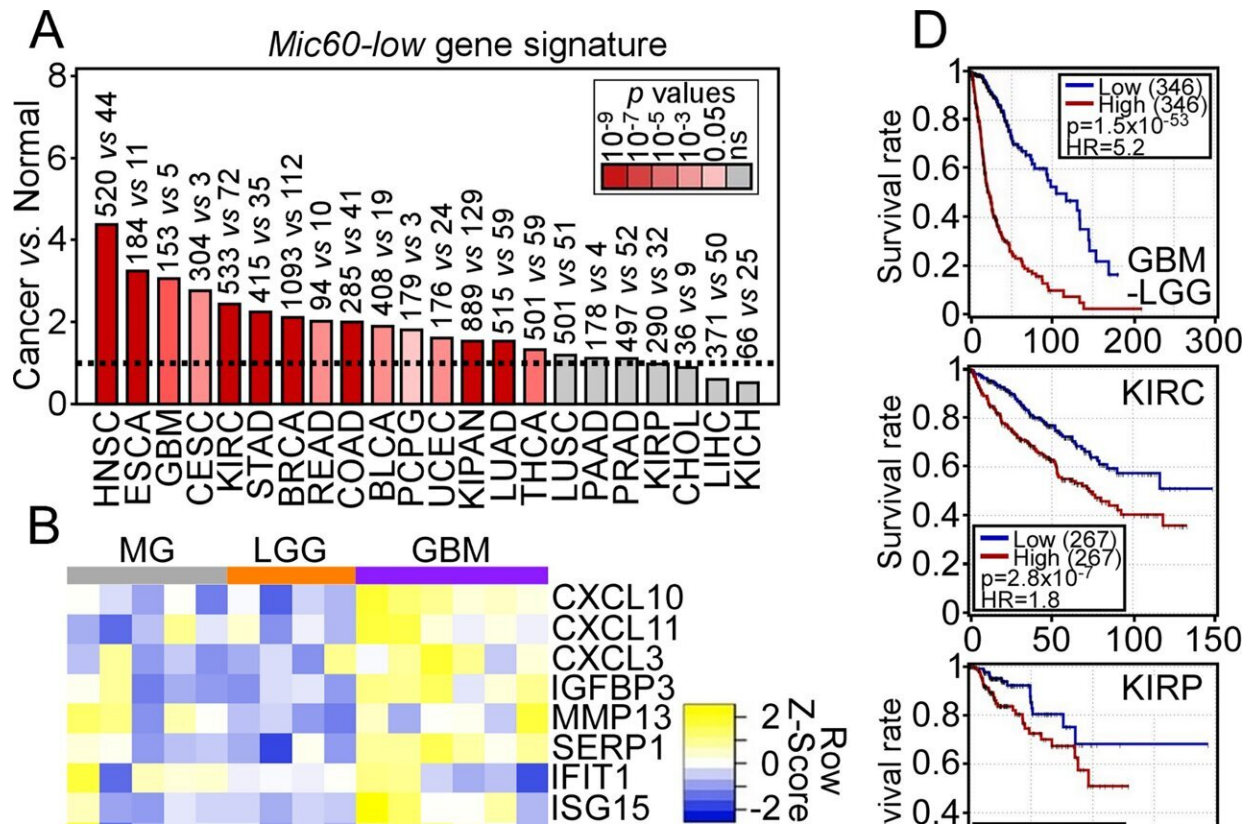 A
Mic60-low gene signature
Cancer vs. Normal
8
6
4
2
0
520 vs 44
184 vs 11
153 vs 5
304 vs 3
533 vs 72
415 vs 35
1093 vs 112
94 vs 10
285 vs 41
408 vs 19
179 vs 3
176 vs 24
889 vs 129
515 vs 59
501 vs 59
501 vs 51
178 vs 4
497 vs 52
290 vs 32
36 vs 9
371 vs 50
66 vs 25
p values
10-9
10-7
10-5
10-3
0.05
ns
HNSC
ESCA
GBM
CESC
KIRC
STAD
BRCA
READ
COAD
BLCA
PCPG
UCEC
KIPAN
LUAD
THCA
LUSC
PAAD
PRAD
KIRP
CHOL
LIHC
KICH
B
MG LGG GBM
CXCL10
CXCL11
CXCL3
IGFBP3
MMP13
SERP1
IFIT1
ISG15
2
0
-2
Row
Z-Score
D
Survival rate
1
0.8
0.6
0.4
0.2
0
Low (346)
High (346)
p=1.5x10-53
HR=5.2
GBM
-LGG
0 100 200 300
Survival rate
1
0.8
0.6
0.4
0.2
0
KIRC
Low (267)
High (267)
p=2.8x10-7
HR=1.8
0 50 100 150
vival rate
1
0.8
0.6
0.4
KIRP